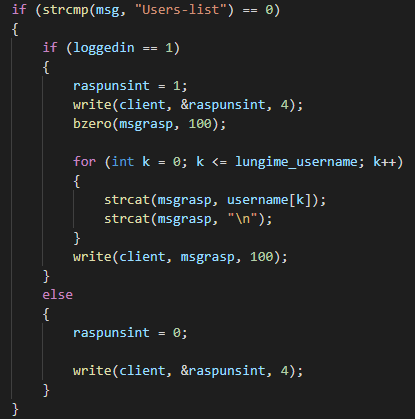 if (strcmp(msg, "Users-list") == 0)
{
    if (loggedin == 1)
    {
        raspunsint = 1;
        write(client, &raspunsint, 4);
        bzero(msgrasp, 100);

        for (int k = 0; k <= lungime_username; k++)
        {
            strcat(msgrasp, username[k]);
            strcat(msgrasp, "\n");
        }
        write(client, msgrasp, 100);
    }
    else
    {
        raspunsint = 0;

        write(client, &raspunsint, 4);
    }
}